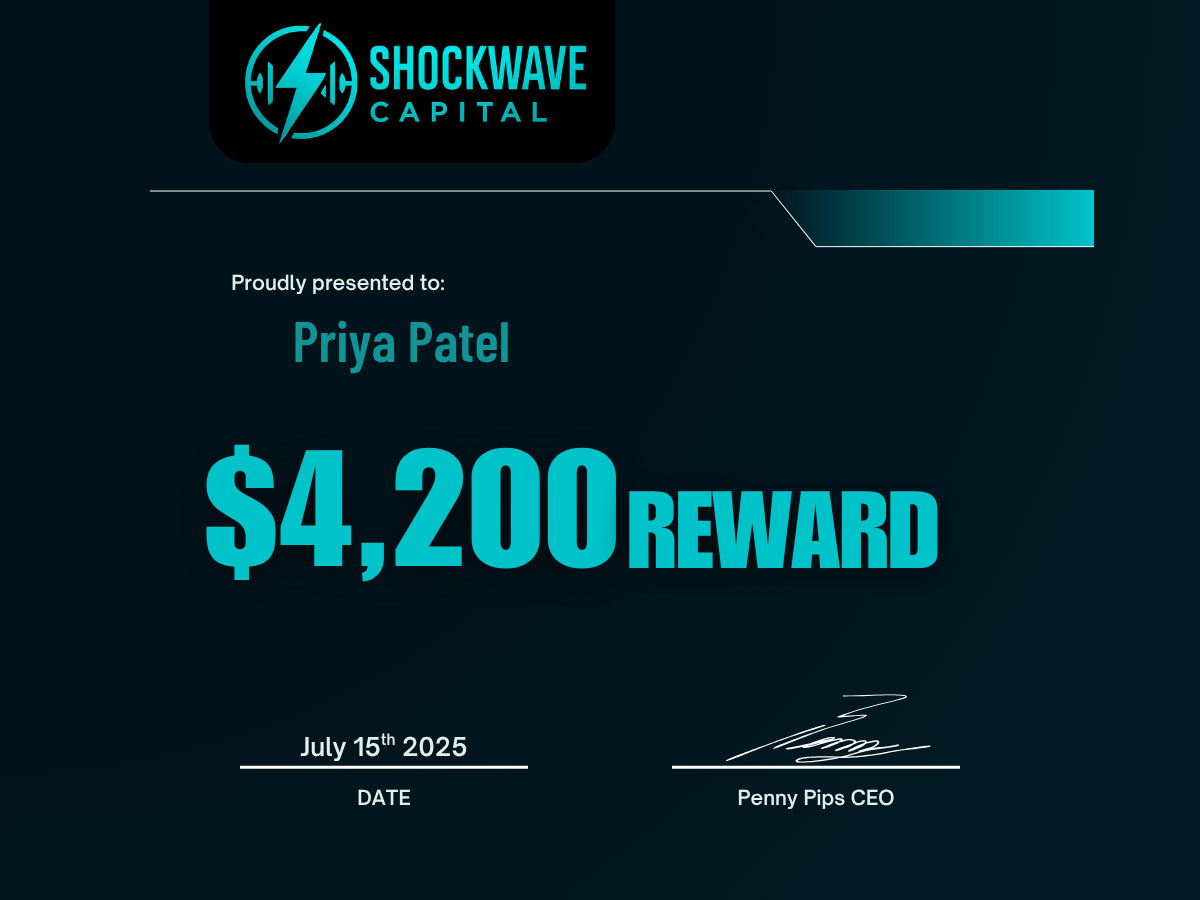 SHOCKWAVE
CAPITAL
Proudly presented to:
Priya Patel
$4,200 REWARD
July 15th 2025
DATE
Penny Pips CEO